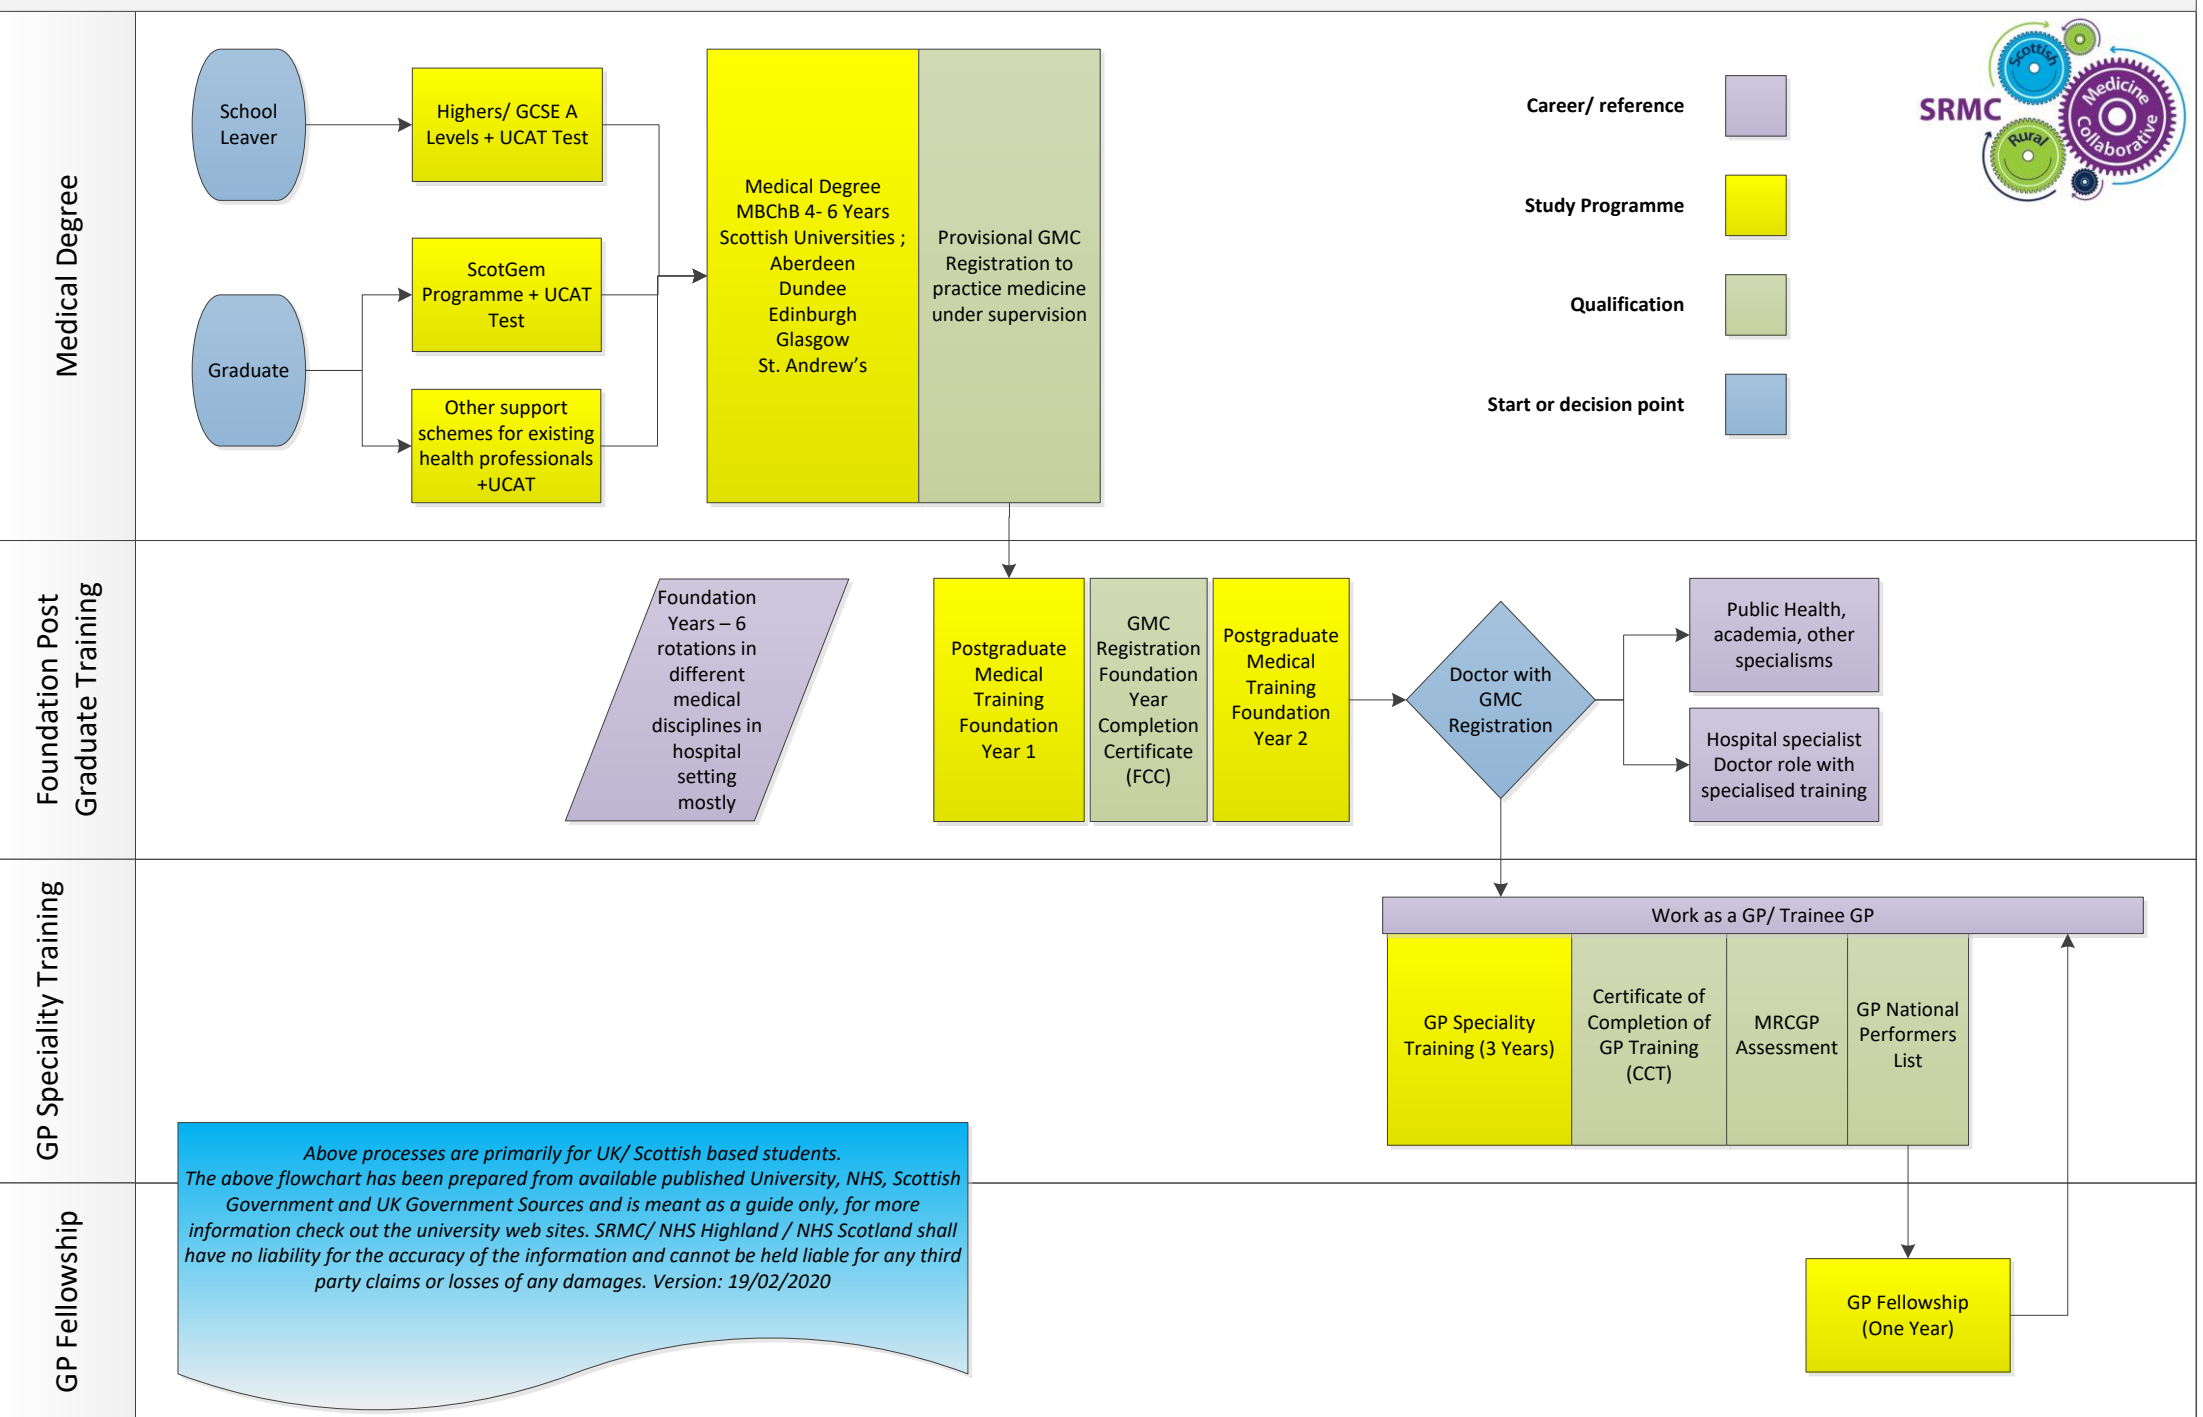 Medical Degree
School
Leaver
Highers/ GCSE A
Levels + UCAT Test
Graduate
ScotGem
Programme + UCAT
Test
Other support
schemes for existing
health professionals
+UCAT
Medical Degree
MBChB 4- 6 Years
Scottish Universities ;
Aberdeen
Dundee
Edinburgh
Glasgow
St. Andrew’s
Provisional GMC
Registration to
practice medicine
under supervision
Career/ reference
Study Programme
Qualification
Start or decision point
SRMC
Scottish
Rural
Medicine
Collaborative
Foundation Post
Graduate Training
Foundation
Years – 6
rotations in
different
medical
disciplines in
hospital
setting
mostly
Postgraduate
Medical
Training
Foundation
Year 1
GMC
Registration
Foundation
Year
Completion
Certificate
(FCC)
Postgraduate
Medical
Training
Foundation
Year 2
Doctor with
GMC
Registration
Public Health,
academia, other
specialisms
Hospital specialist
Doctor role with
specialised training
GP Speciality Training
Work as a GP/ Trainee GP
GP Speciality
Training (3 Years)
Certificate of
Completion of
GP Training
(CCT)
MRCGP
Assessment
GP National
Performers
List
Above processes are primarily for UK/ Scottish based students.
The above flowchart has been prepared from available published University, NHS, Scottish
Government and UK Government Sources and is meant as a guide only, for more
information check out the university web sites. SRMC/ NHS Highland / NHS Scotland shall
have no liability for the accuracy of the information and cannot be held liable for any third
party claims or losses of any damages. Version: 19/02/2020
GP Fellowship
GP Fellowship
(One Year)